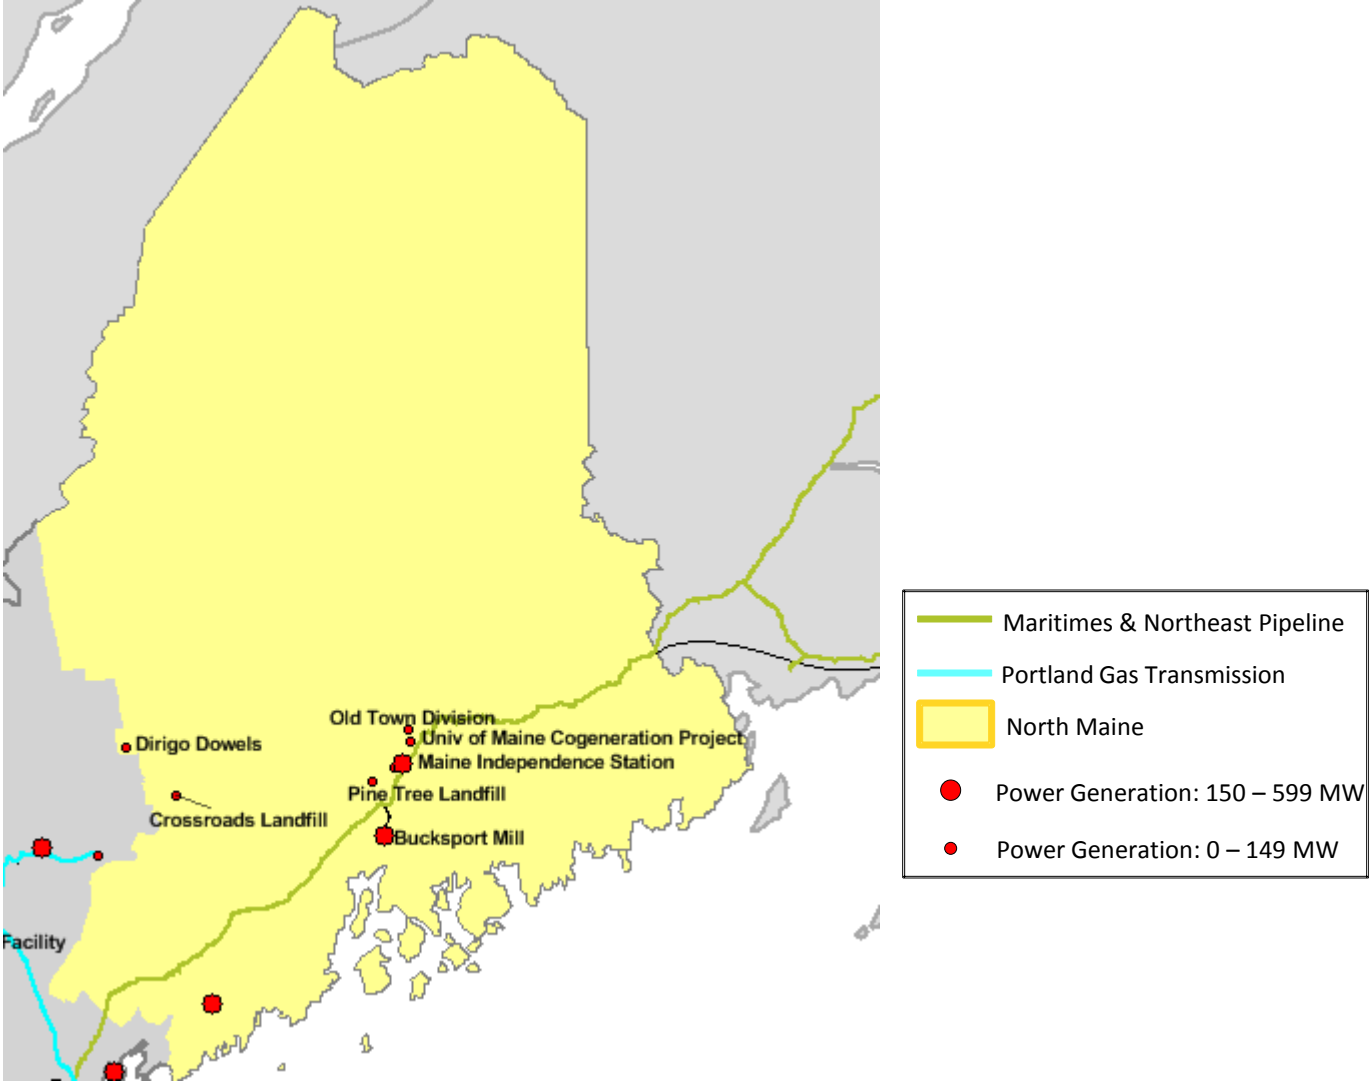 Old Town Division
Univ of Maine Cogeneration Project
Dirigo Dowels
Maine Independence Station
Pine Tree Landfill
Crossroads Landfill
Bucksport Mill
Facility
Maritimes & Northeast Pipeline
Portland Gas Transmission
North Maine
Power Generation: 150 – 599 MW
Power Generation: 0 – 149 MW